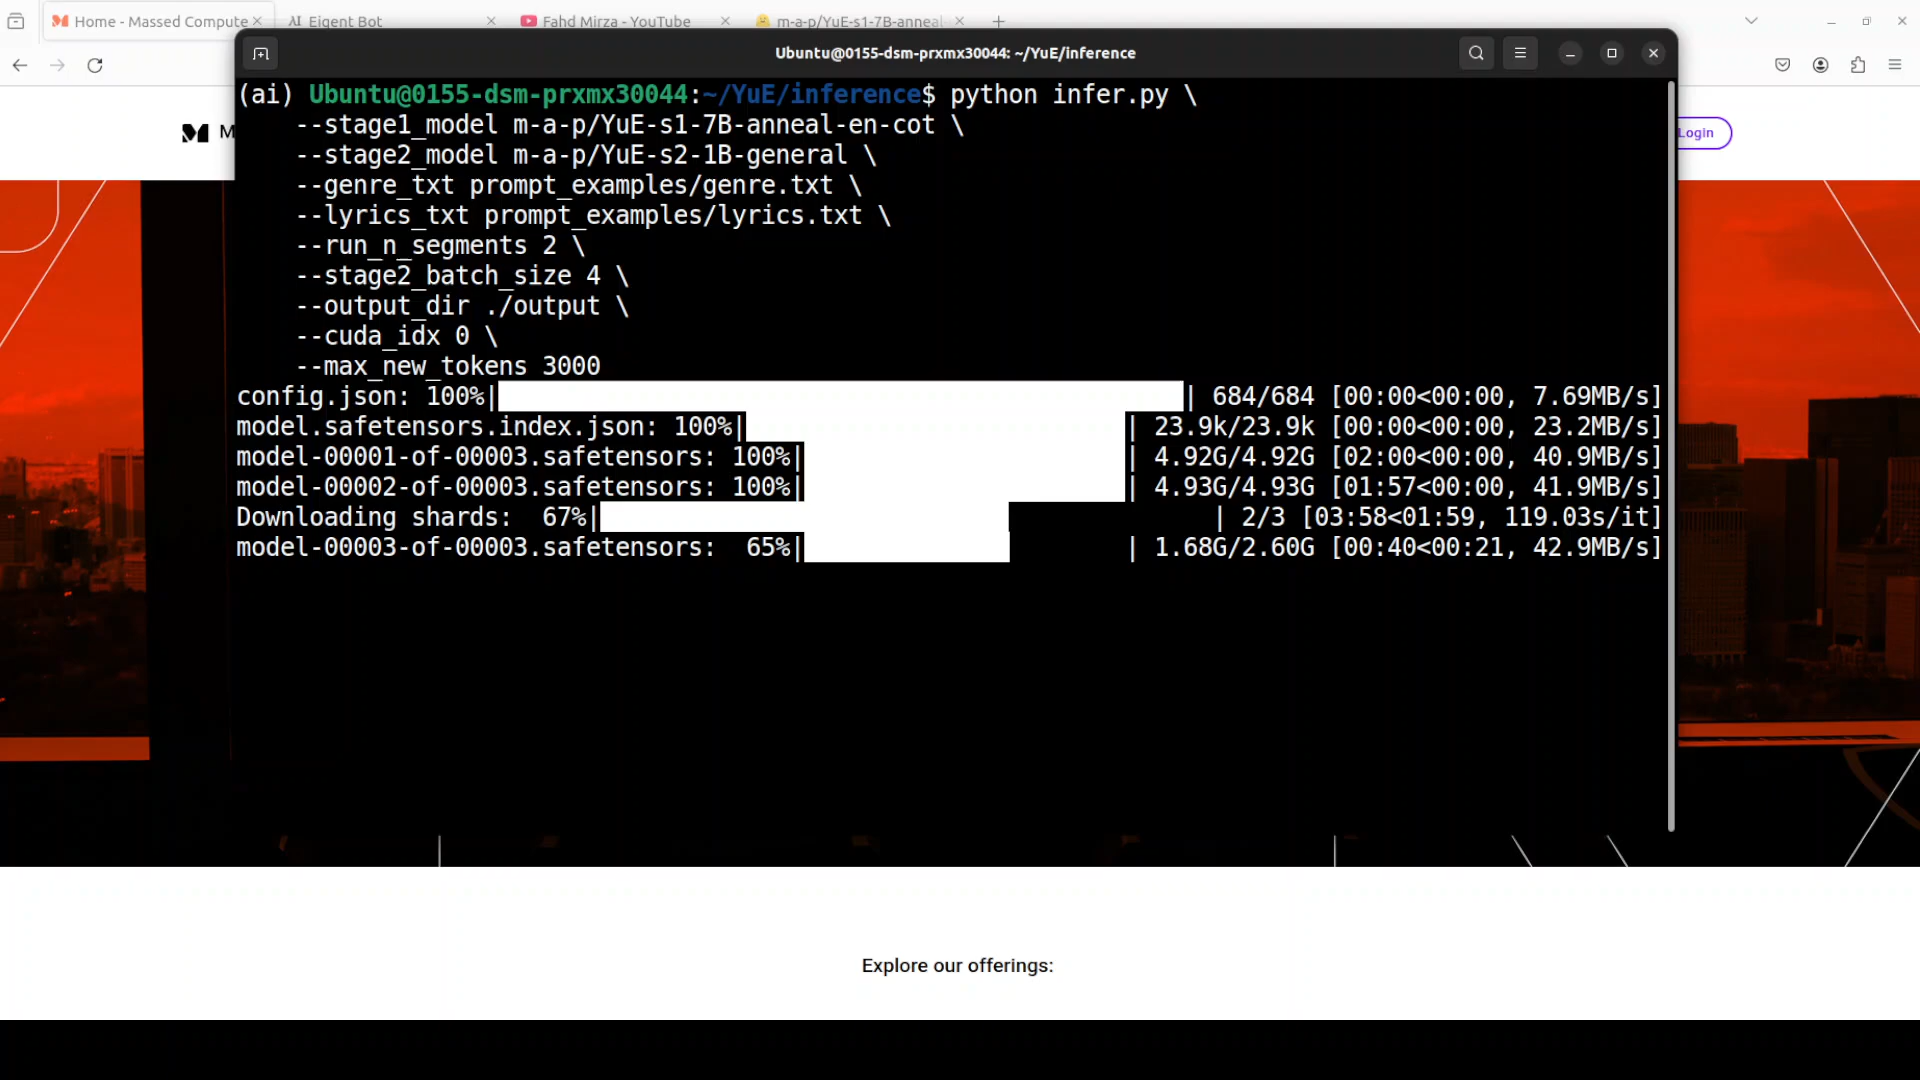 Home - Massed Compute
Eigent Bot
Fahd Mirza - YouTube
m-a-p/YuE-s1-7B-anneal
Ubuntu@0155-dsm-prxmx30044: ~/YuE/inference
M
Login
(ai) Ubuntu@0155-dsm-prxmx30044:~/YuE/inference$ python infer.py \
--stage1_model m-a-p/YuE-s1-7B-anneal-en-cot \
--stage2_model m-a-p/YuE-s2-1B-general \
--genre_txt prompt_examples/genre.txt \
--lyrics_txt prompt_examples/lyrics.txt \
--run_n_segments 2 \
--stage2_batch_size 4 \
--output_dir ./output \
--cuda_idx 0 \
--max_new_tokens 3000
config.json: 100%| | 684/684 [00:00<00:00, 7.69MB/s]
model.safetensors.index.json: 100%| | 23.9k/23.9k [00:00<00:00, 23.2MB/s]
model-00001-of-00003.safetensors: 100%| | 4.92G/4.92G [02:00<00:00, 40.9MB/s]
model-00002-of-00003.safetensors: 100%| | 4.93G/4.93G [01:57<00:00, 41.9MB/s]
Downloading shards: 67%| | 2/3 [03:58<01:59, 119.03s/it]
model-00003-of-00003.safetensors: 65%| | 1.68G/2.60G [00:40<00:21, 42.9MB/s]
Explore our offerings: